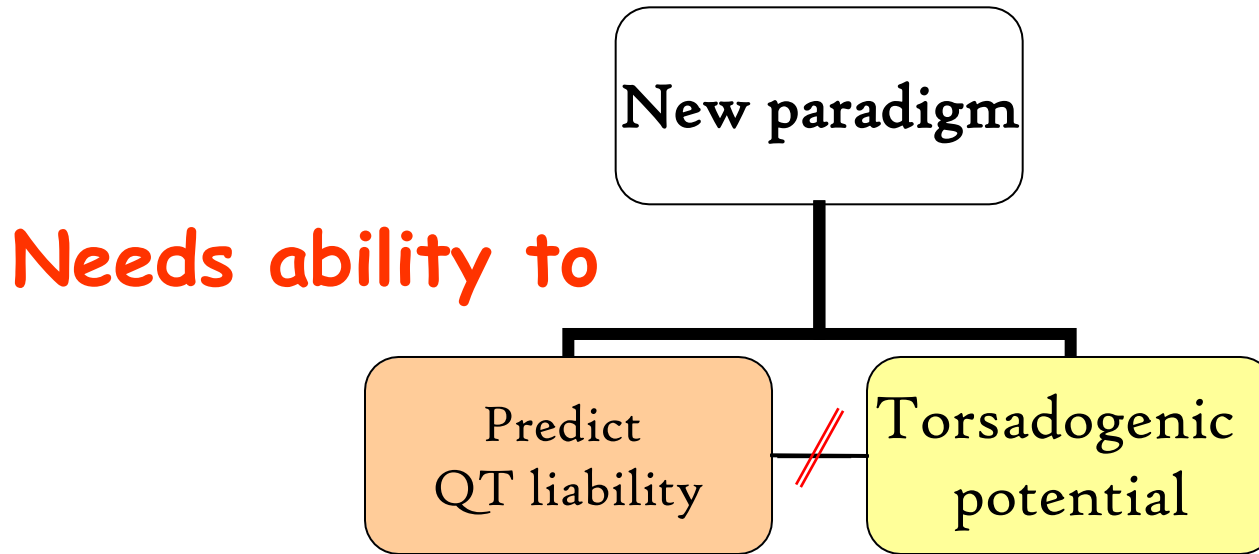 New paradigm
Needs ability to
Predict
QT liability
Torsadogenic
potential